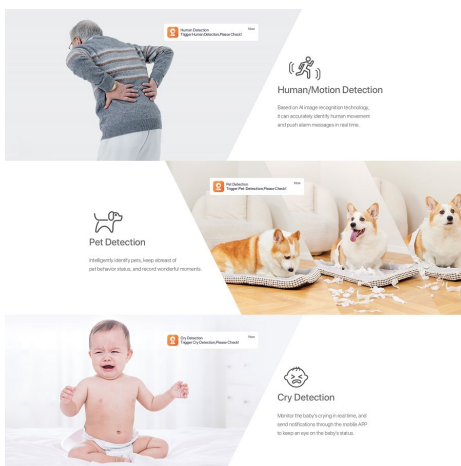 Human Detection
Now
Trigger Human Detection,Please Check!
Human/Motion Detection
Based on AI image recognition technology,
it can accurately identify human movement
and push alarm messages in real time.
Pet Detection
Now
Trigger Pet Detection,Please Check!
Pet Detection
Intelligently identify pets, keep abreast of
pet behavior status, and record wonderful moments
Cry Detection
Now
Trigger Cry Detection,Please Check!
Cry Detection
Monitor the baby's crying in real time, and
send notifications through the mobile APP
to keep an eye on the baby's status.